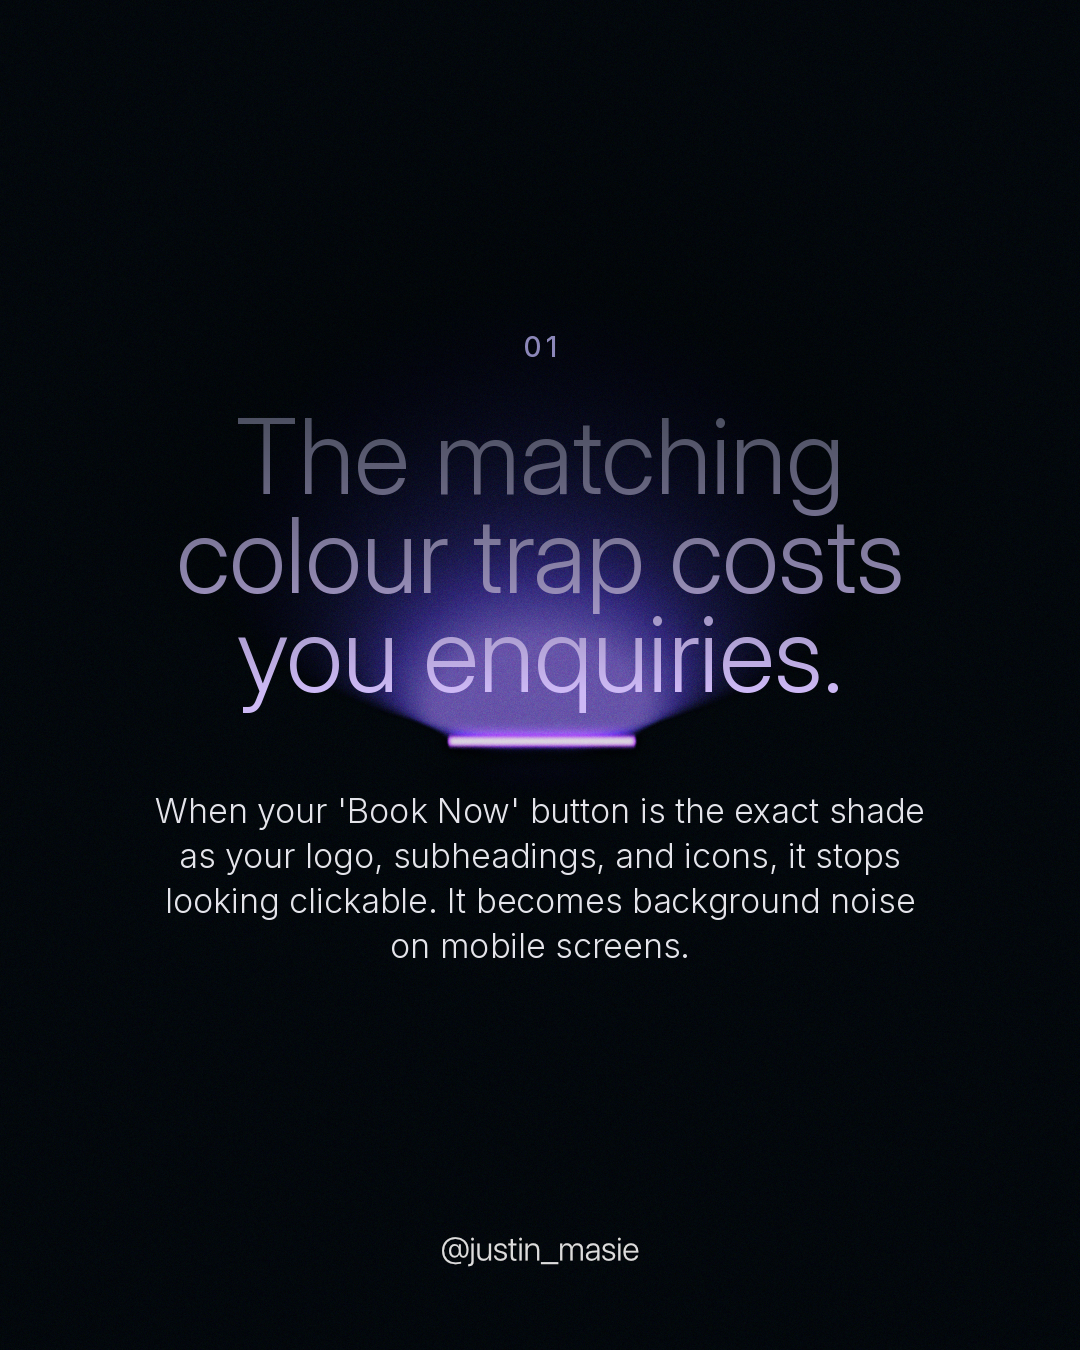 01
The matching
colour trap costs
you enquiries.
When your 'Book Now' button is the exact shade
as your logo, subheadings, and icons, it stops
looking clickable. It becomes background noise
on mobile screens.
@justin_masie